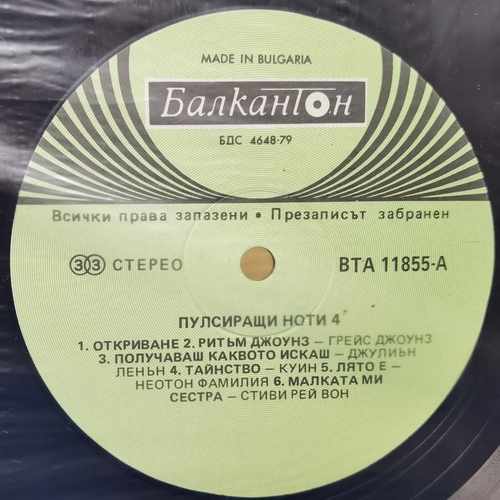 MADE IN BULGARIA
Балкантон
БДС 4648-79
Всички права запазени • Презаписът забранен
33 СТЕРЕО
ВТА 11855-А
ПУЛСИРАЩИ НОТИ 4
1. ОТКРИВАНЕ 2. РИТЪМ ДЖОУНЗ – ГРЕЙС ДЖОУНЗ
3. ПОЛУЧАВАШ КАКВОТО ИСКАШ – ДЖУЛИЬН
ЛЕНЬН 4. ТАЙНСТВО – КУИН 5. ЛЯТО Е –
НЕОТОН ФАМИЛИЯ 6. МАЛКАТА МИ
СЕСТРА – СТИВИ РЕЙ ВОН